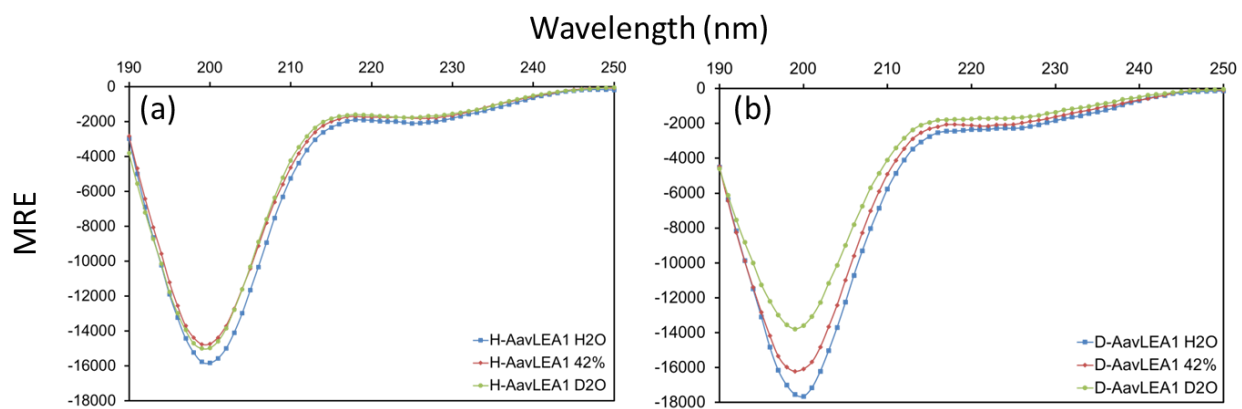 Wavelength (nm)
190 200 210 220 230 240 250
190 200 210 220 230 240 250
MRE
(a)
0
-2000
-4000
-6000
-8000
-10000
-12000
-14000
-16000
-18000
H-AavLEA1 H2O
H-AavLEA1 42%
H-AavLEA1 D2O
(b)
0
-2000
-4000
-6000
-8000
-10000
-12000
-14000
-16000
-18000
D-AavLEA1 H2O
D-AavLEA1 42%
D-AavLEA1 D2O